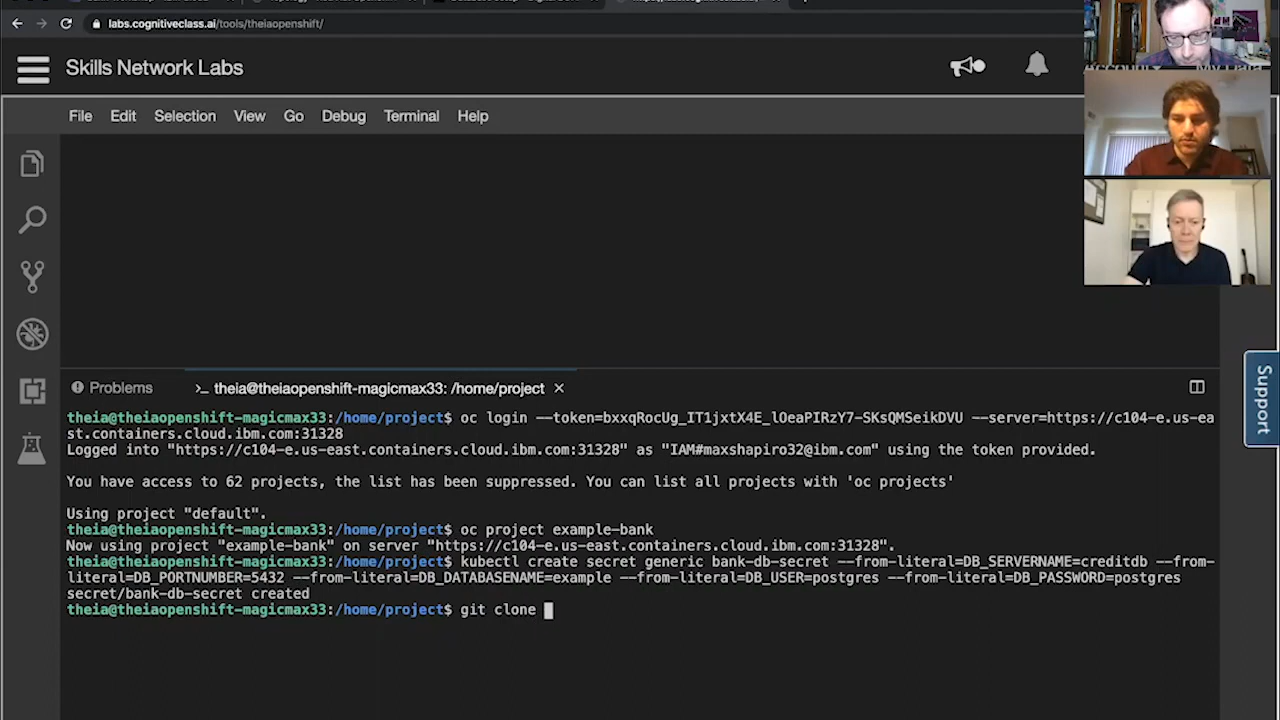 labs.cognitiveclass.ai/tools/theiaopenshift/
Skills Network Labs
File Edit Selection View Go Debug Terminal Help
Support
Problems
>_ theia@theiaopenshift-magicmax33: /home/project ×
theia@theiaopenshift-magicmax33:/home/project$ oc login --token=bxxqRocUg_IT1jxtX4E_lOeaPIRzY7-SKsQMSeikDVU --server=https://c104-e.us-ea
st.containers.cloud.ibm.com:31328
Logged into "https://c104-e.us-east.containers.cloud.ibm.com:31328" as "IAM#maxshapiro32@ibm.com" using the token provided.
You have access to 62 projects, the list has been suppressed. You can list all projects with 'oc projects'
Using project "default".
theia@theiaopenshift-magicmax33:/home/project$ oc project example-bank
Now using project "example-bank" on server "https://c104-e.us-east.containers.cloud.ibm.com:31328".
theia@theiaopenshift-magicmax33:/home/project$ kubectl create secret generic bank-db-secret --from-literal=DB_SERVERNAME=creditdb --from-
literal=DB_PORTNUMBER=5432 --from-literal=DB_DATABASENAME=example --from-literal=DB_USER=postgres --from-literal=DB_PASSWORD=postgres
secret/bank-db-secret created
theia@theiaopenshift-magicmax33:/home/project$ git clone